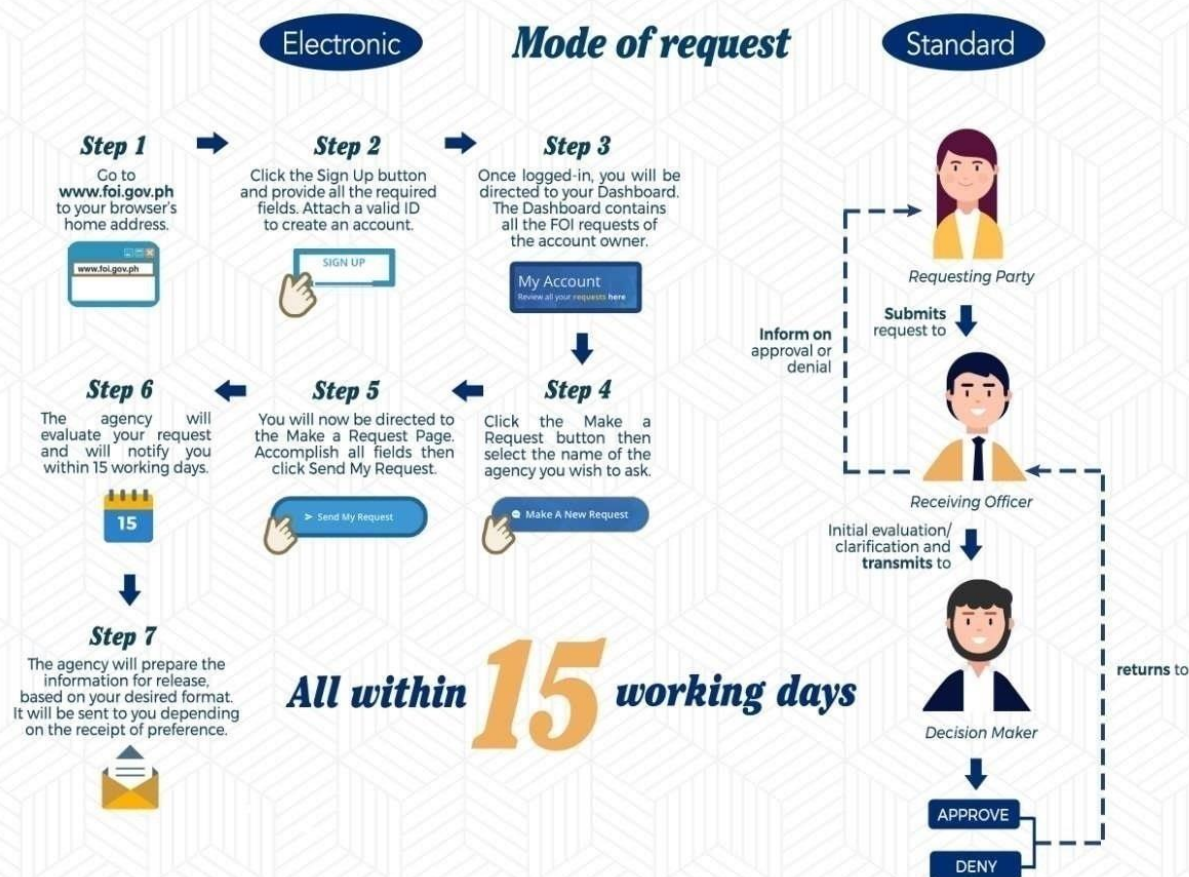 Electronic
Mode of request
Standard
Step 1
Go to
www.foi.gov.ph
to your browser's
home address.
www.foi.gov.ph
Step 2
Click the Sign Up button
and provide all the required
fields. Attach a valid ID
to create an account.
SIGN UP
Step 3
Once logged-in, you will be
directed to your Dashboard.
The Dashboard contains
all the FOI requests of
the account owner.
My Account
Review all your requests here
Step 4
Click the Make a
Request button then
select the name of the
agency you wish to ask.
Make A New Request
Step 5
You will now be directed to
the Make a Request Page.
Accomplish all fields then
click Send My Request.
Send My Request
Step 6
The agency will
evaluate your request
and will notify you
within 15 working days.
15
Step 7
The agency will prepare the
information for release,
based on your desired format.
It will be sent to you depending
on the receipt of preference.
All within 15 working days
Requesting Party
Submits
request to
Inform on
approval or
denial
Receiving Officer
Initial evaluation/
clarification and
transmits to
Decision Maker
returns to
APPROVE
DENY